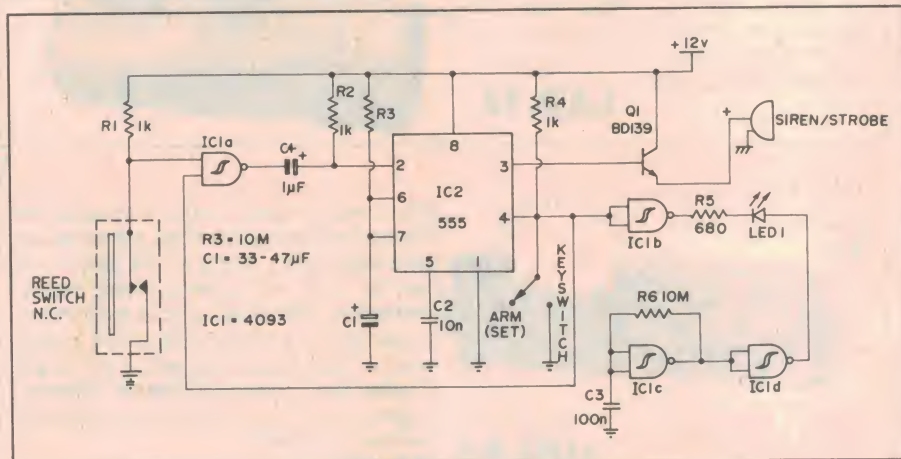 +12v
R1
1k
IC1a
C4
+
1µF
R2
1k
R3
R4
1k
Q1
BD139
+
SIREN/STROBE
2
8
3
6
IC2
4
7
555
5
1
R3 = 10M
C1 = 33-47µF
IC1 = 4093
REED
SWITCH
N.C.
+
C1
C2
10n
ARM
(SET)
KEYSWITCH
IC1b
R5
680
LED 1
R6 10M
IC1c
IC1d
C3
100n